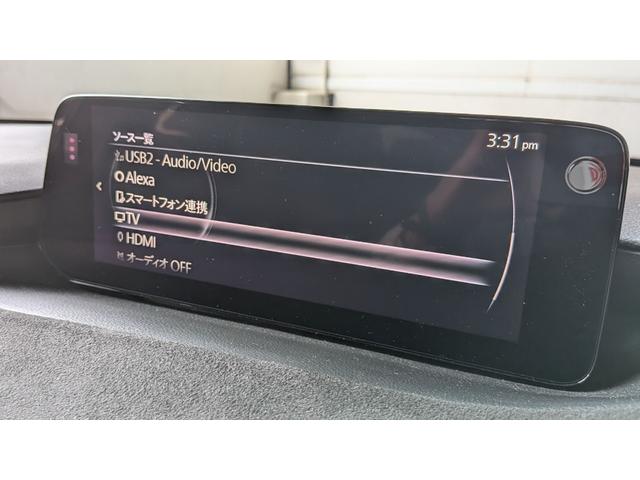 ソース一覧
3:31 pm
USB2 - Audio/Video
Alexa
スマートフォン連携
TV
HDMI
オーディオ OFF